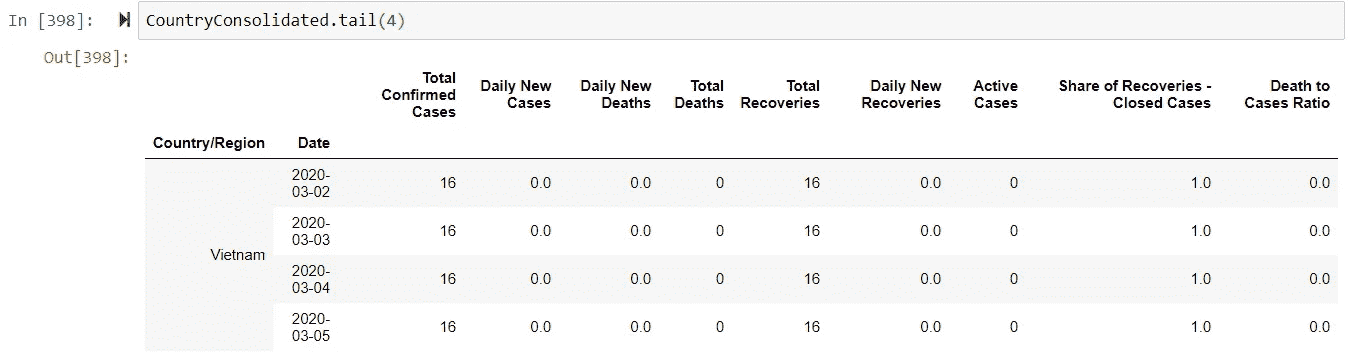 In [398]: CountryConsolidated.tail(4)
Out[398]:
Total Confirmed Cases Daily New Cases Daily New Deaths Total Deaths Total Recoveries Daily New Recoveries Active Cases Share of Recoveries - Closed Cases Death to Cases Ratio
Country/Region Date
Vietnam 2020-03-02 16 0.0 0.0 0 16 0.0 0 1.0 0.0
2020-03-03 16 0.0 0.0 0 16 0.0 0 1.0 0.0
2020-03-04 16 0.0 0.0 0 16 0.0 0 1.0 0.0
2020-03-05 16 0.0 0.0 0 16 0.0 0 1.0 0.0